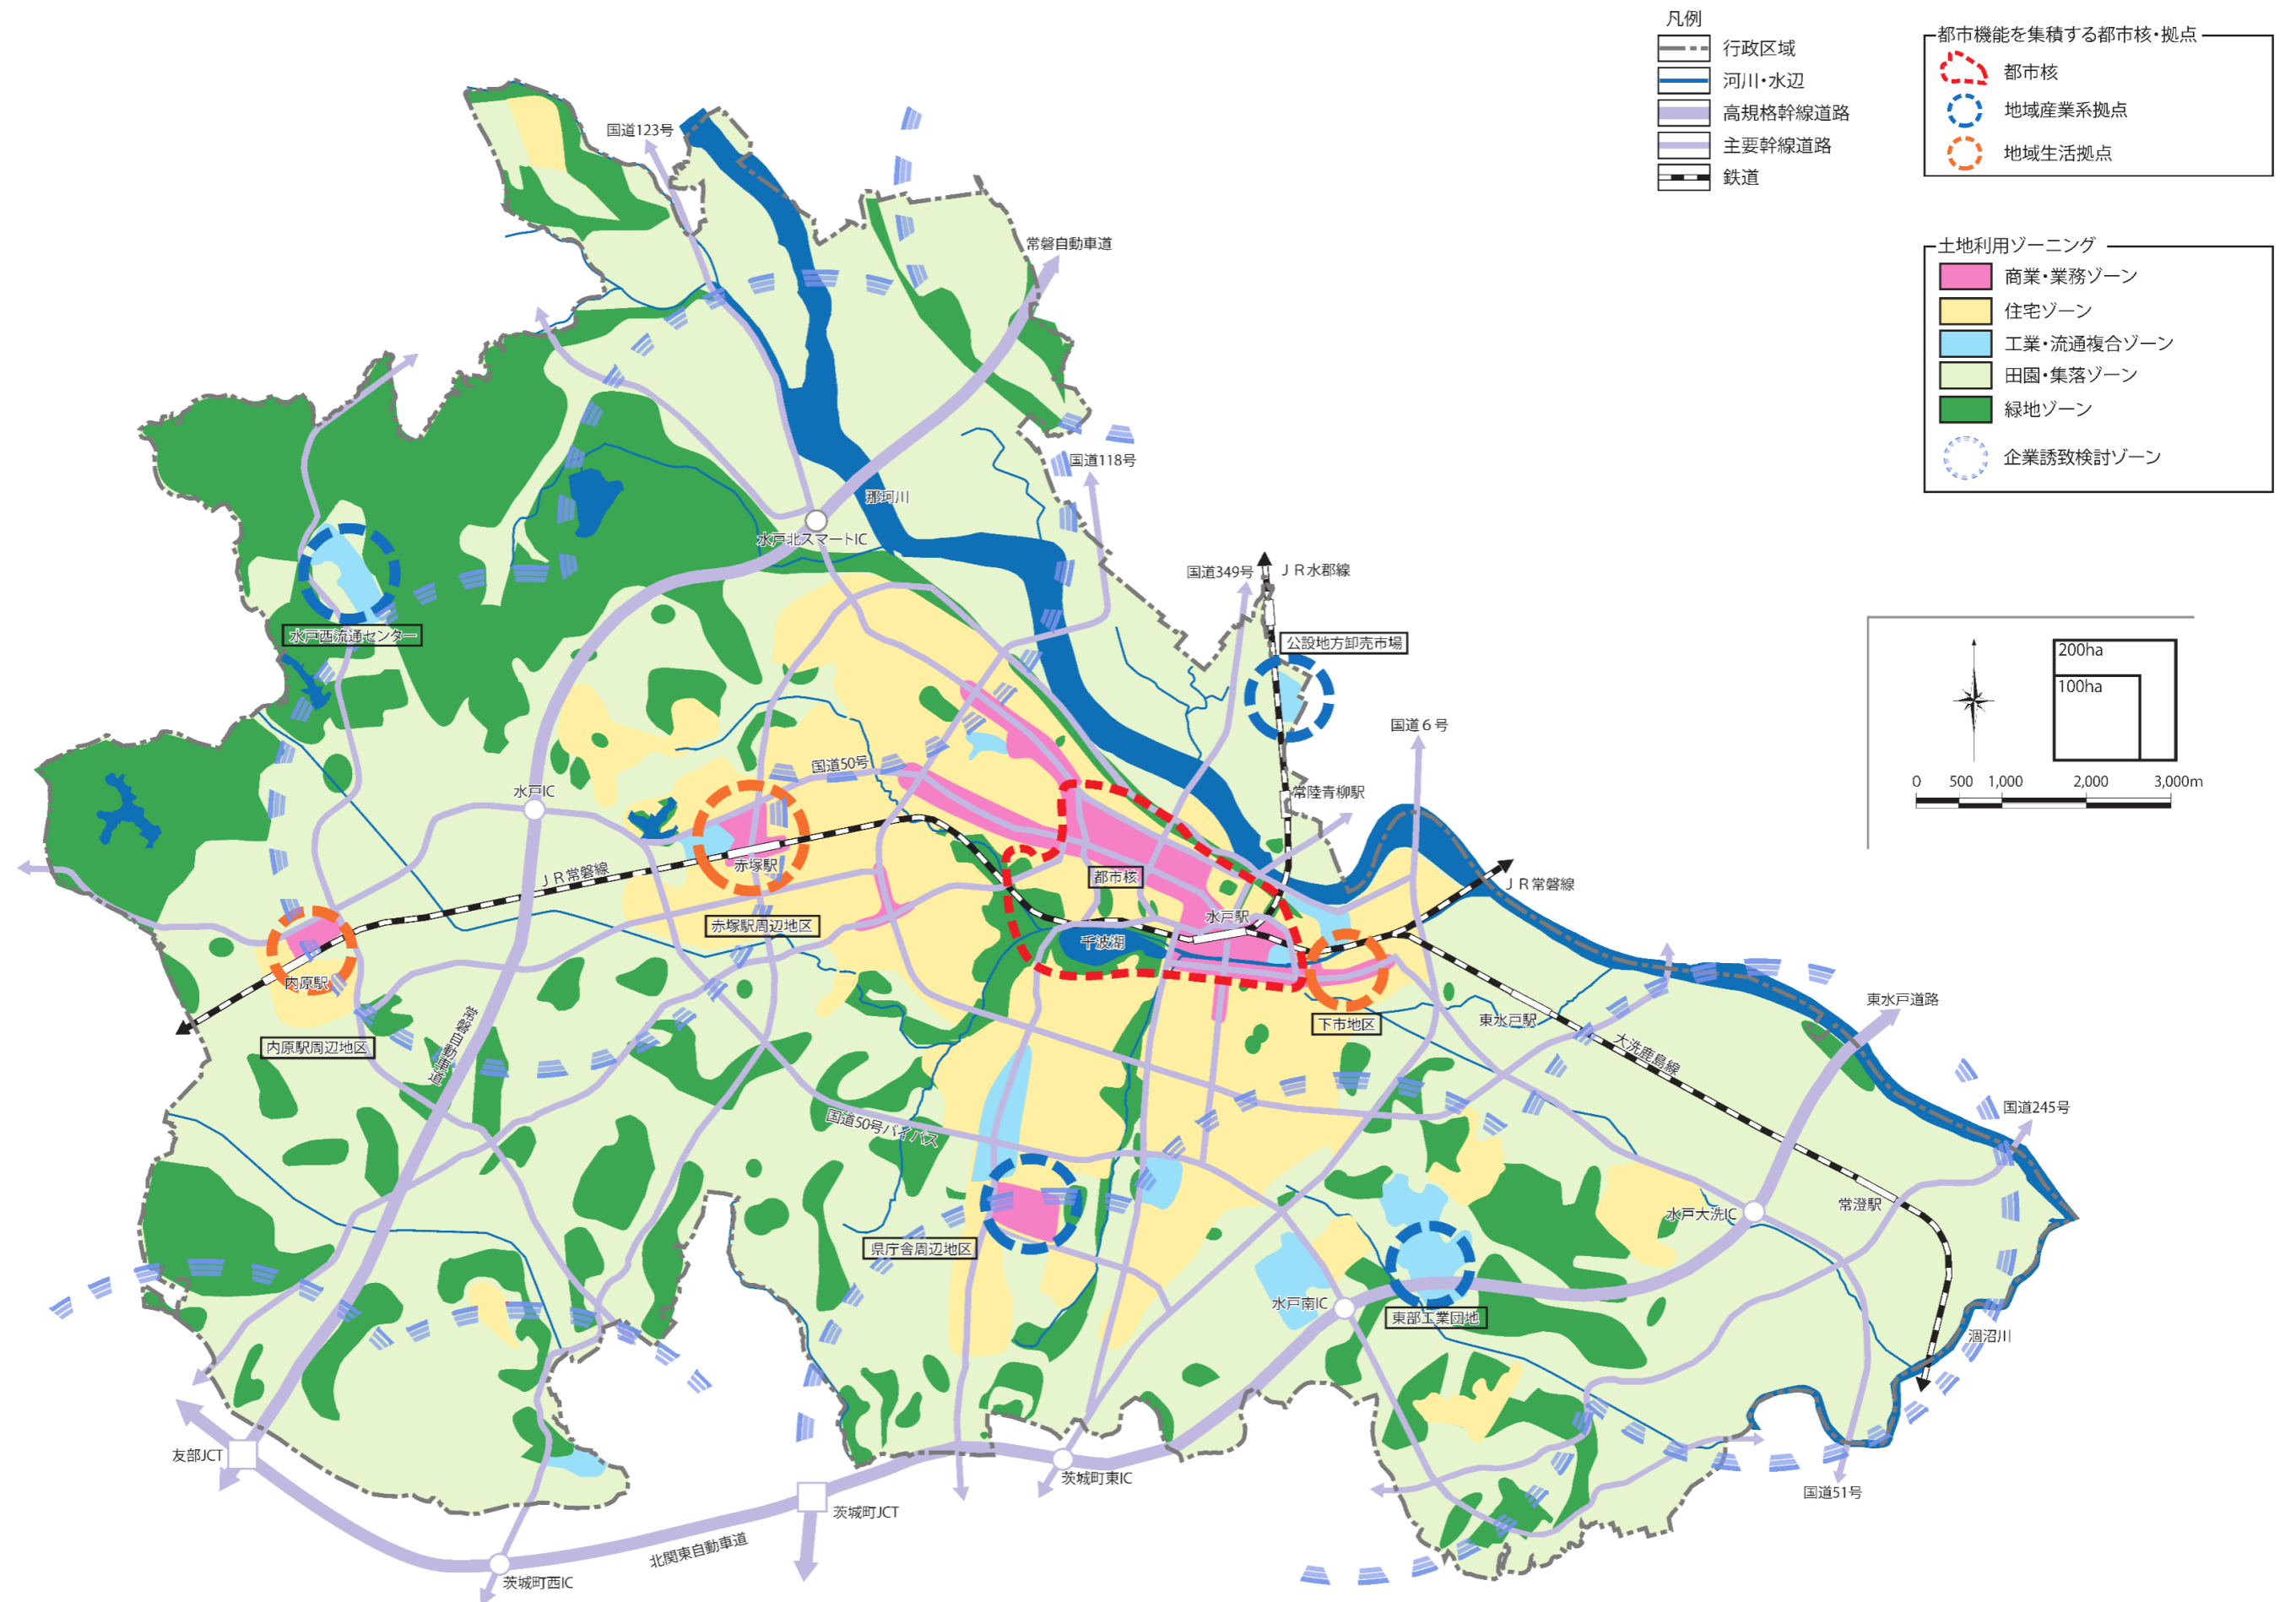 凡例
行政区域
河川・水辺
高規格幹線道路
主要幹線道路
鉄道
都市機能を集積する都市核・拠点
都市核
地域産業系拠点
地域生活拠点
土地利用ゾーニング
商業・業務ゾーン
住宅ゾーン
工業・流通複合ゾーン
田園・集落ゾーン
緑地ゾーン
企業誘致検討ゾーン
国道123号
常磐自動車道
国道118号
那珂川
水戸北スマートIC
国道349号
JR水郡線
水戸西流通センター
公設地方卸売市場
200ha
100ha
国道6号
国道50号
水戸IC
常陸青柳駅
0 500 1,000 2,000 3,000m
赤塚駅
JR常磐線
都市核
JR常磐線
水戸駅
赤塚駅周辺地区
千波湖
内原駅
東水戸道路
下市地区
東水戸駅
内原駅周辺地区
常磐自動車道
大洗鹿島線
国道50号バイパス
国道245号
常澄駅
水戸大洗IC
県庁舎周辺地区
水戸南IC
東部工業団地
涸沼川
友部JCT
茨城町東IC
国道51号
茨城町JCT
北関東自動車道
茨城町西IC